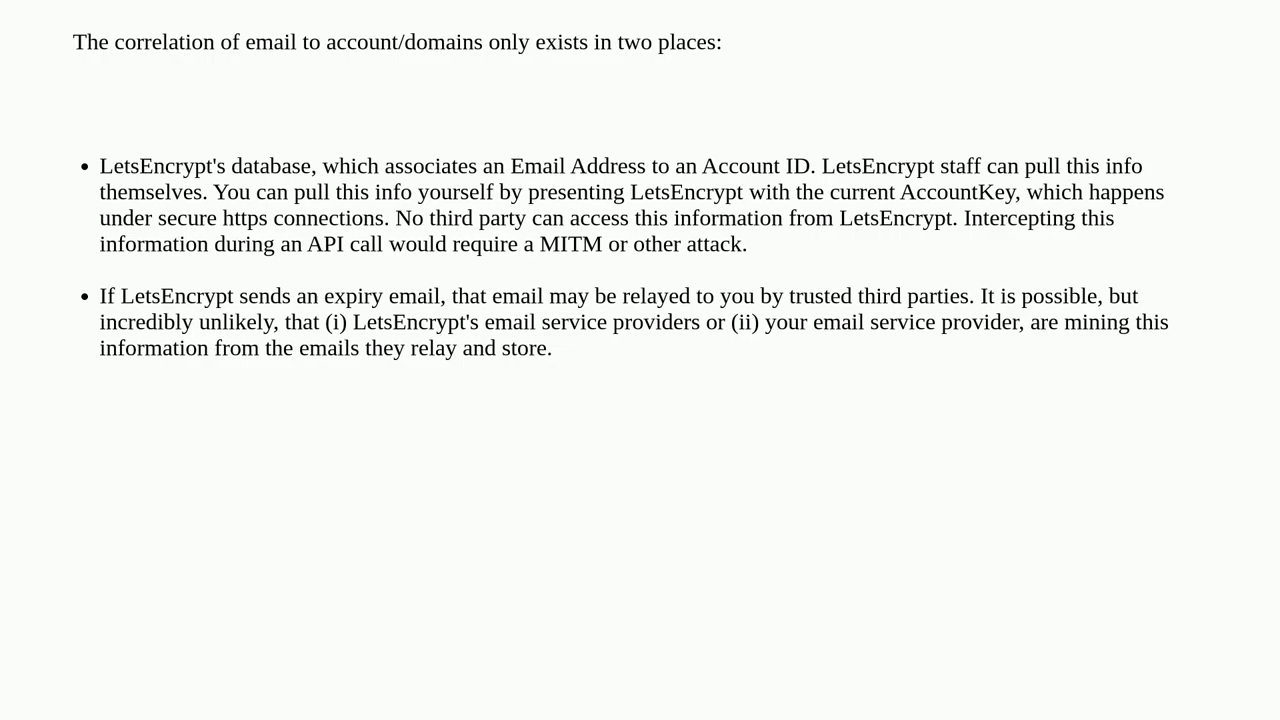 The correlation of email to account/domains only exists in two places:
• LetsEncrypt's database, which associates an Email Address to an Account ID. LetsEncrypt staff can pull this info
themselves. You can pull this info yourself by presenting LetsEncrypt with the current AccountKey, which happens
under secure https connections. No third party can access this information from LetsEncrypt. Intercepting this
information during an API call would require a MITM or other attack.
• If LetsEncrypt sends an expiry email, that email may be relayed to you by trusted third parties. It is possible, but
incredibly unlikely, that (i) LetsEncrypt's email service providers or (ii) your email service provider, are mining this
information from the emails they relay and store.